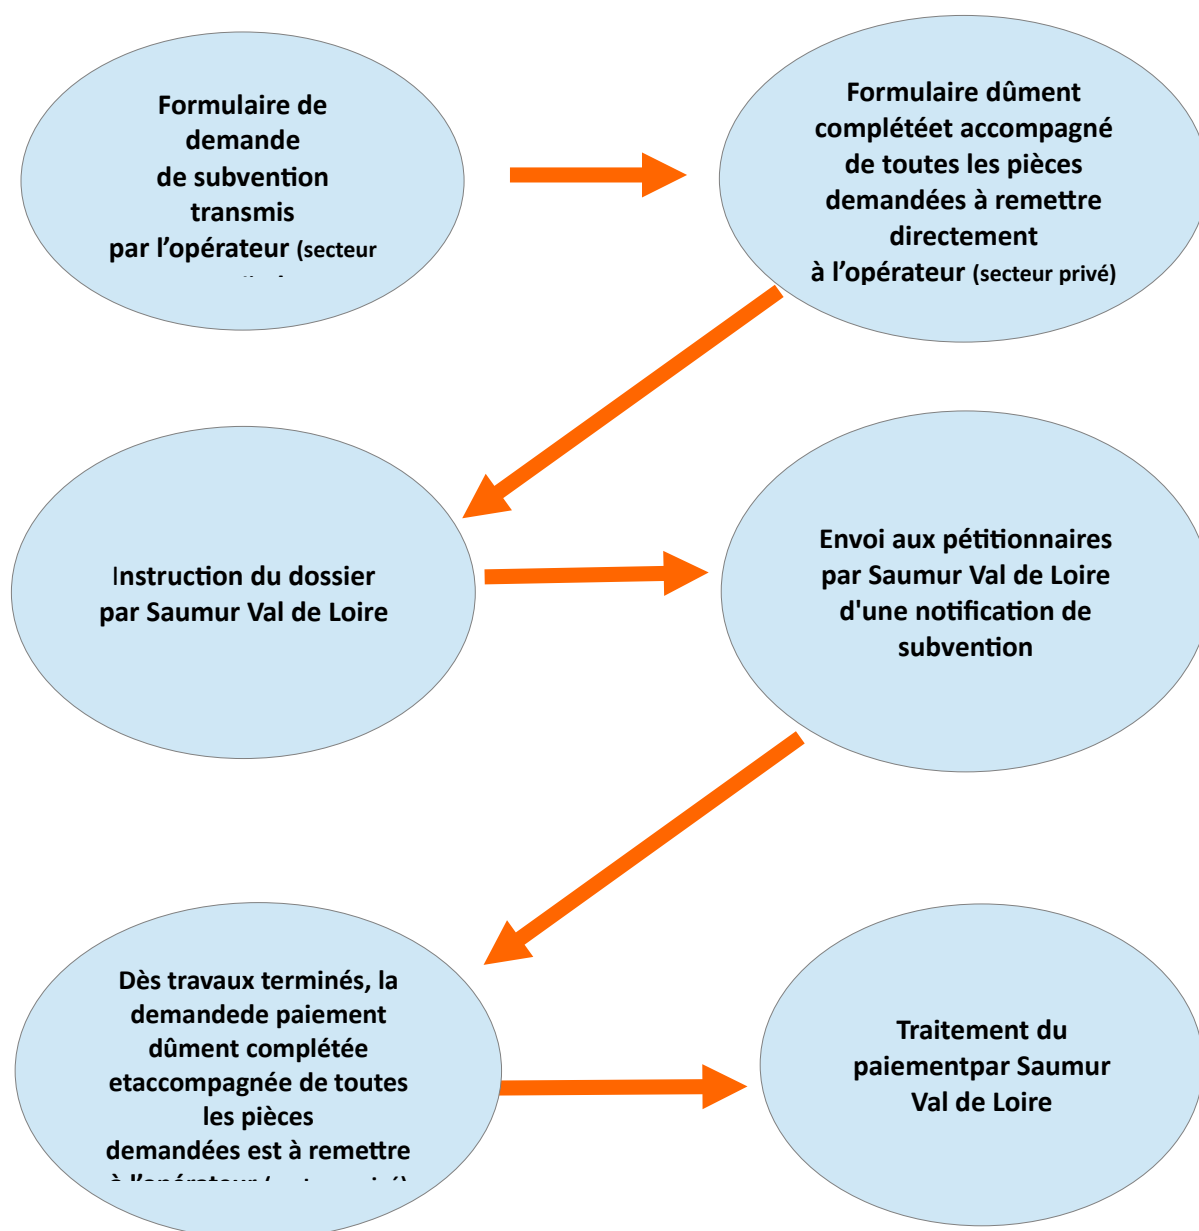 Formulaire de
demande
de subvention
transmis
par l’opérateur (secteur
Formulaire dûment
complétéet accompagné
de toutes les pièces
demandées à remettre
directement
à l’opérateur (secteur privé)
Instruction du dossier
par Saumur Val de Loire
Envoi aux pétitionnaires
par Saumur Val de Loire
d'une notification de
subvention
Dès travaux terminés, la
demandede paiement
dûment complétée
etaccompagnée de toutes
les pièces
demandées est à remettre
à l’opérateur (secteur privé)
Traitement du
paiementpar Saumur
Val de Loire